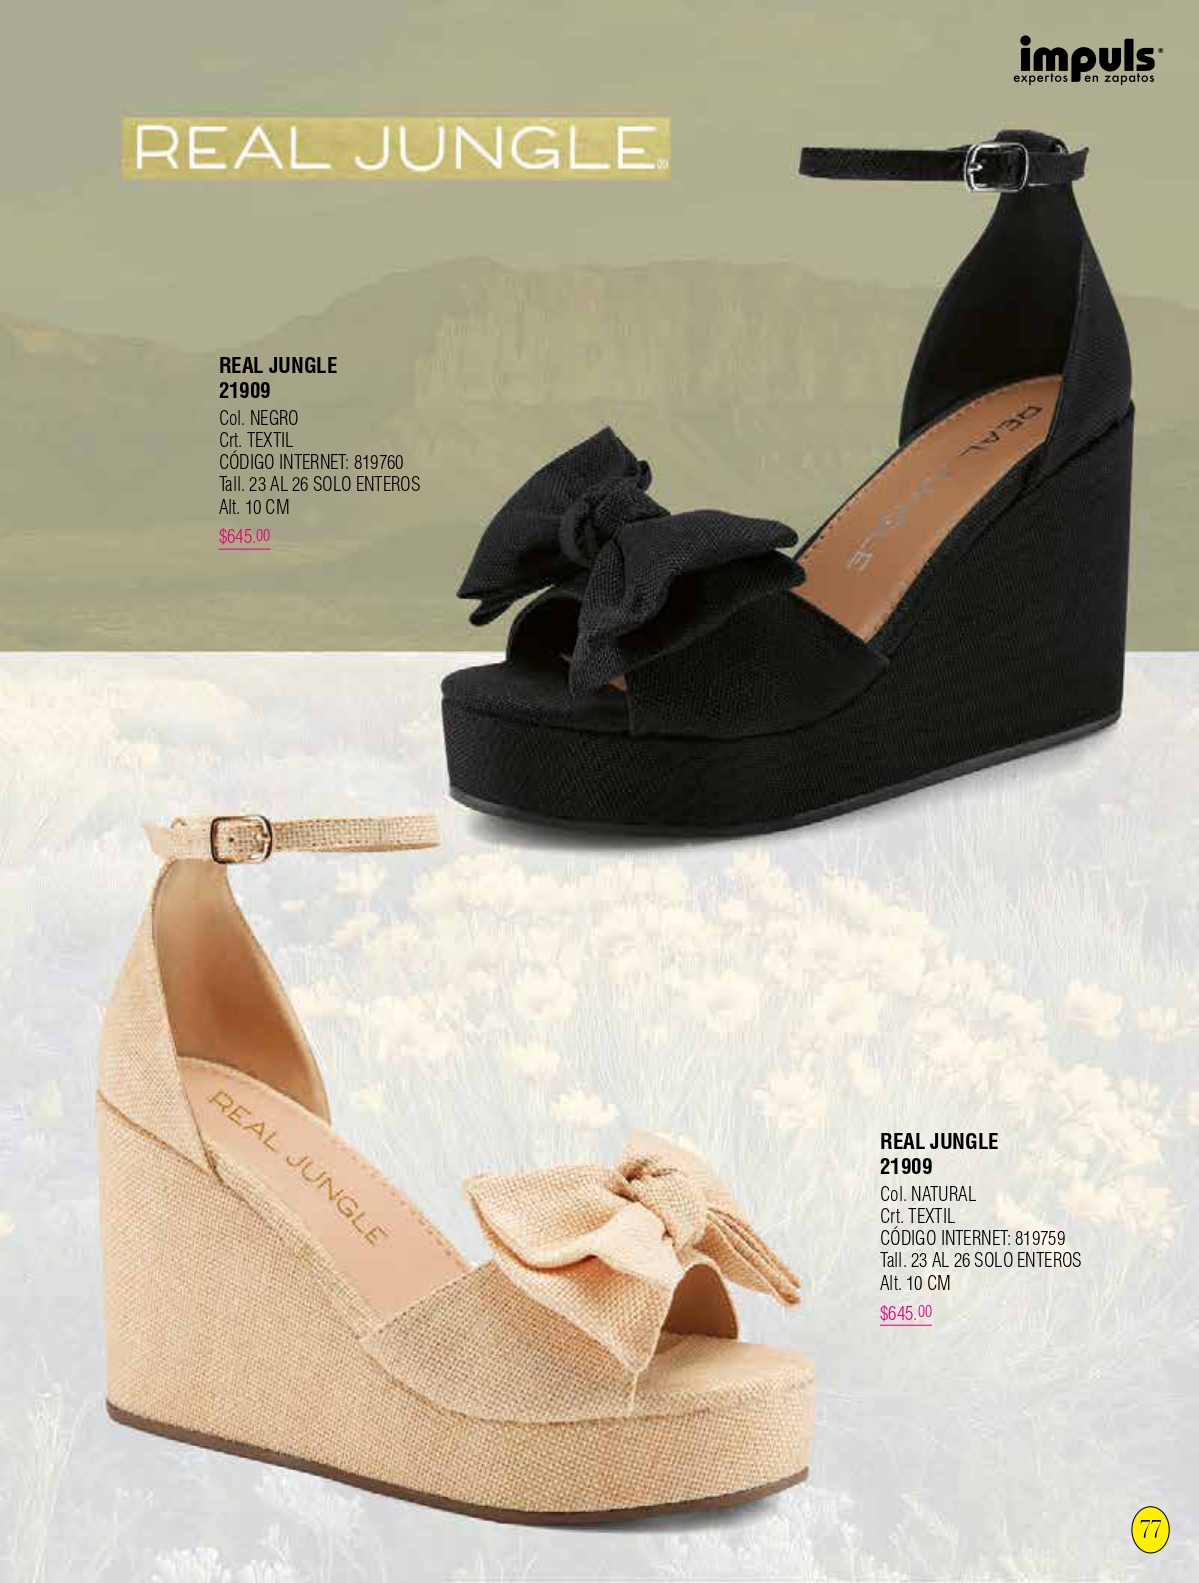 impuls®
expertos en zapatos
REAL JUNGLE®
REAL JUNGLE
21909
Col. NEGRO
Crt. TEXTIL
CÓDIGO INTERNET: 819760
Tall. 23 AL 26 SOLO ENTEROS
Alt. 10 CM
$645.00
REAL JUNGLE
REAL JUNGLE
REAL JUNGLE
21909
Col. NATURAL
Crt. TEXTIL
CÓDIGO INTERNET: 819759
Tall. 23 AL 26 SOLO ENTEROS
Alt. 10 CM
$645.00
77